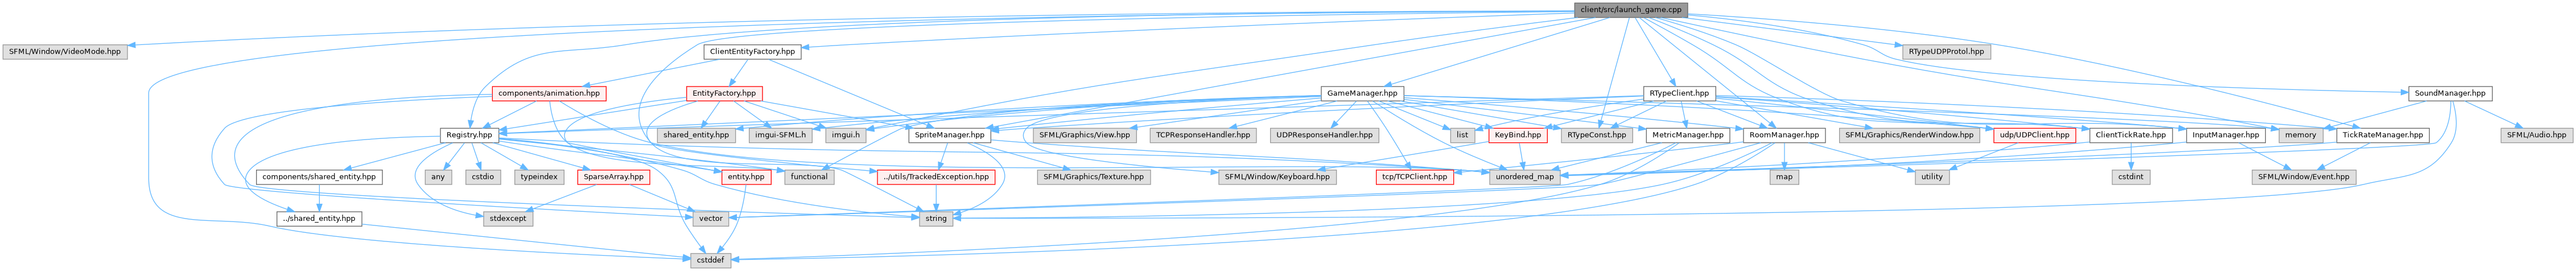 client/src/launch_game.cpp
SFML/Window/VideoMode.hpp
ClientEntityFactory.hpp
RTypeUDPProtol.hpp
components/animation.hpp
EntityFactory.hpp
GameManager.hpp
RTypeClient.hpp
SoundManager.hpp
Registry.hpp
shared_entity.hpp
imgui-SFML.h
imgui.h
SpriteManager.hpp
SFML/Graphics/View.hpp
TCPResponseHandler.hpp
UDPResponseHandler.hpp
list
KeyBind.hpp
RTypeConst.hpp
MetricManager.hpp
RoomManager.hpp
SFML/Graphics/RenderWindow.hpp
udp/UDPClient.hpp
ClientTickRate.hpp
InputManager.hpp
memory
TickRateManager.hpp
SFML/Audio.hpp
components/shared_entity.hpp
any
cstdio
typeindex
SparseArray.hpp
entity.hpp
functional
../utils/TrackedException.hpp
SFML/Graphics/Texture.hpp
SFML/Window/Keyboard.hpp
tcp/TCPClient.hpp
unordered_map
map
utility
cstdint
SFML/Window/Event.hpp
../shared_entity.hpp
stdexcept
vector
string
cstddef